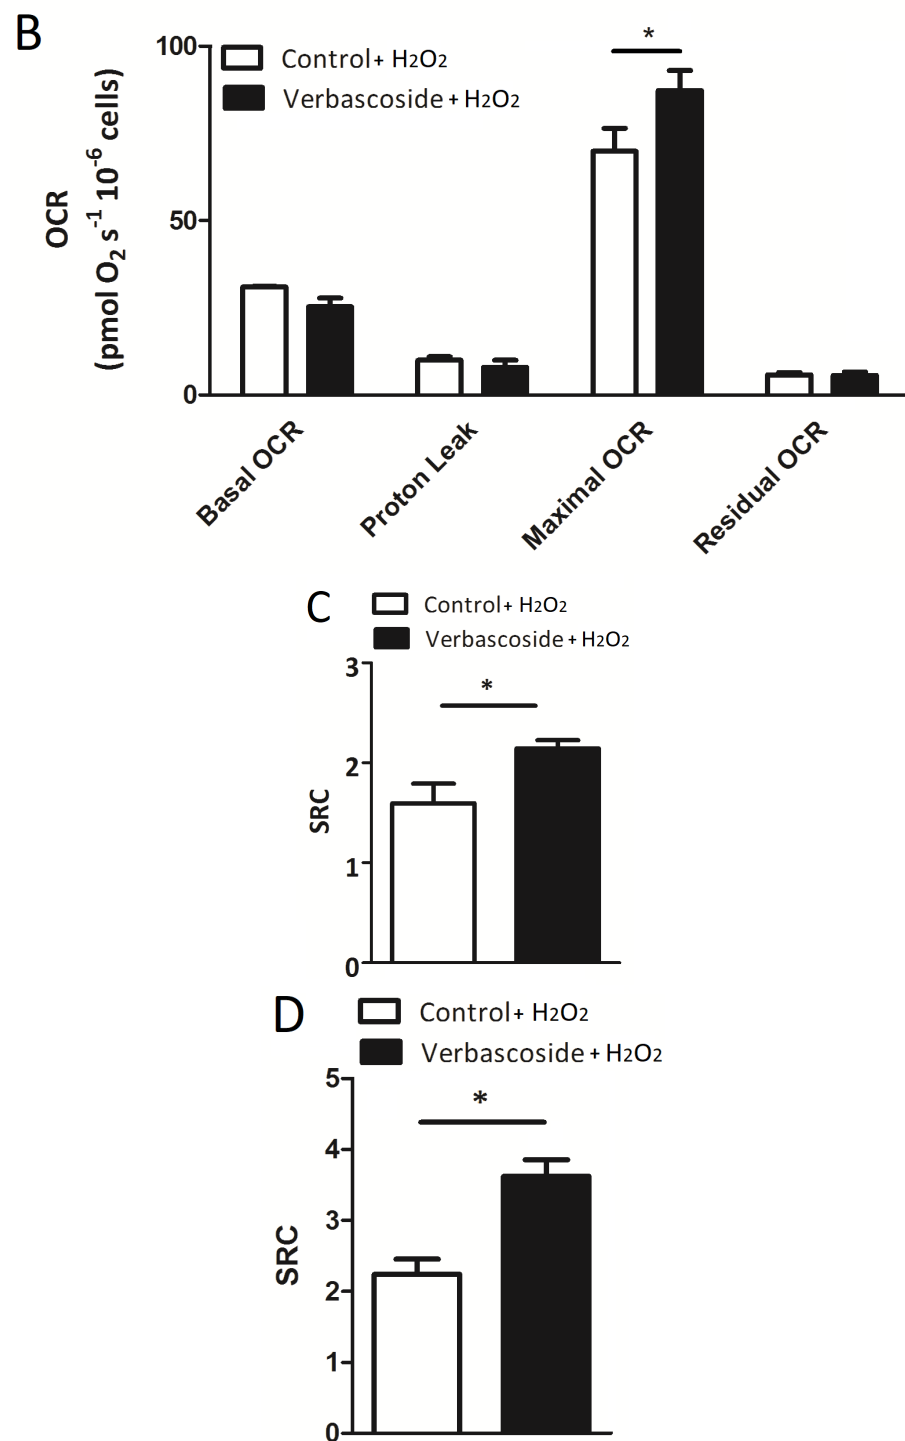 B
*
100
Control + H2O2
Verbascoside + H2O2
OCR
(pmol O2 s-1 10-6 cells)
50
0
Basal OCR
Proton Leak
Maximal OCR
Residual OCR
C
Control + H2O2
Verbascoside + H2O2
3
*
2
SRC
1
0
D
Control + H2O2
Verbascoside + H2O2
5
*
4
3
SRC
2
1
0